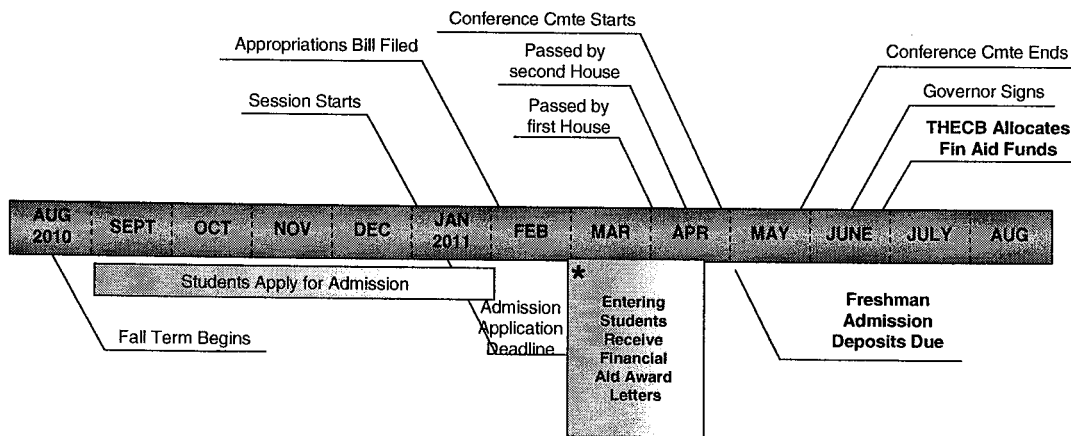 Conference Cmte Starts
Appropriations Bill Filed
Passed by
second House
Conference Cmte Ends
Session Starts
Passed by
first House
Governor Signs
THECB Allocates
Fin Aid Funds
AUG
2010
SEPT
OCT
NOV
DEC
JAN
2011
FEB
MAR
APR
MAY
JUNE
JULY
AUG
Students Apply for Admission
*
Admission
Application
Deadline
Entering
Students
Receive
Financial
Aid Award
Letters
Freshman
Admission
Deposits Due
Fall Term Begins